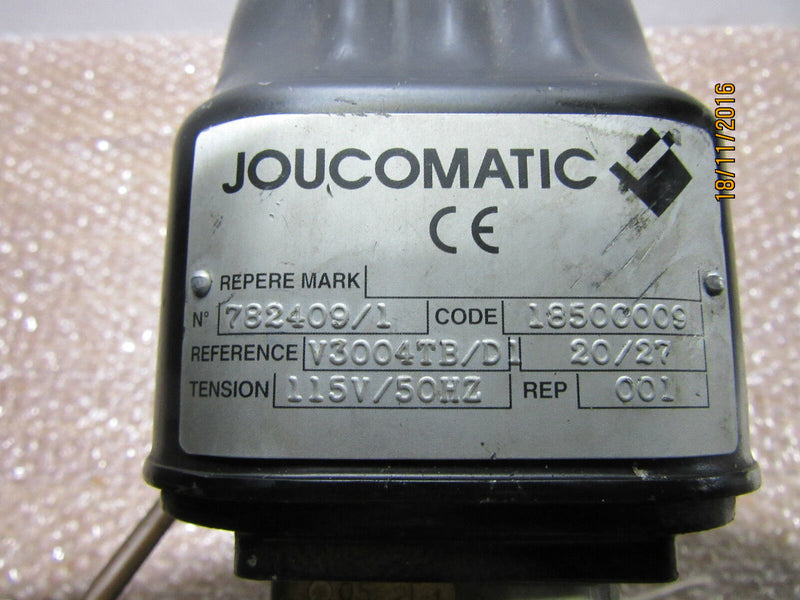 JOUCOMATIC
CE
REPERE MARK
N° 782409/1 CODE 18500009
REFERENCE V3004TB/D1 20/27
TENSION 115V/50HZ REP 001
18/11/2016